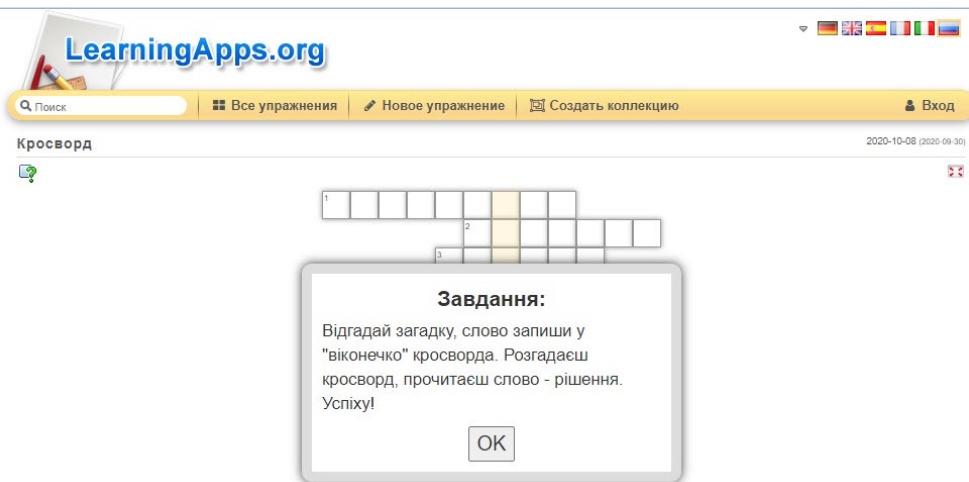 LearningApps.org
Поиск
Все упражнения
Новое упражнение
Создать коллекцию
Вход
Кросворд
2020-10-08 (2020-09-30)
1
2
3
Завдання:
Відгадай загадку, слово запиши у
"віконечко" кросворда. Розгадаєш
кросворд, прочитаєш слово - рішення.
Успіху!
OK